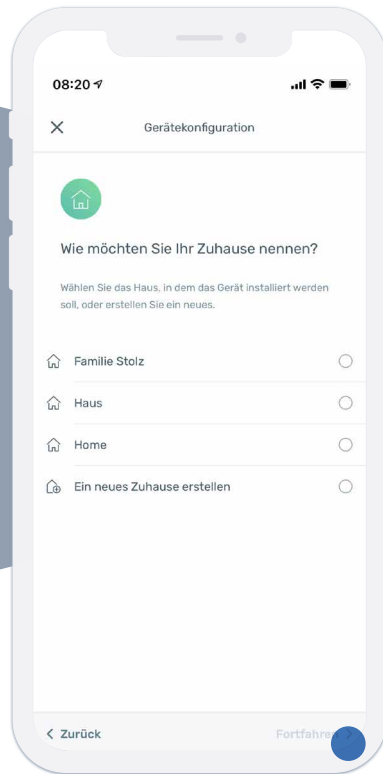 08:20
Gerätekonfiguration
Wie möchten Sie Ihr Zuhause nennen?
Wählen Sie das Haus, in dem das Gerät installiert werden
soll, oder erstellen Sie ein neues.
Familie Stolz
Haus
Home
Ein neues Zuhause erstellen
Zurück Fortfahren